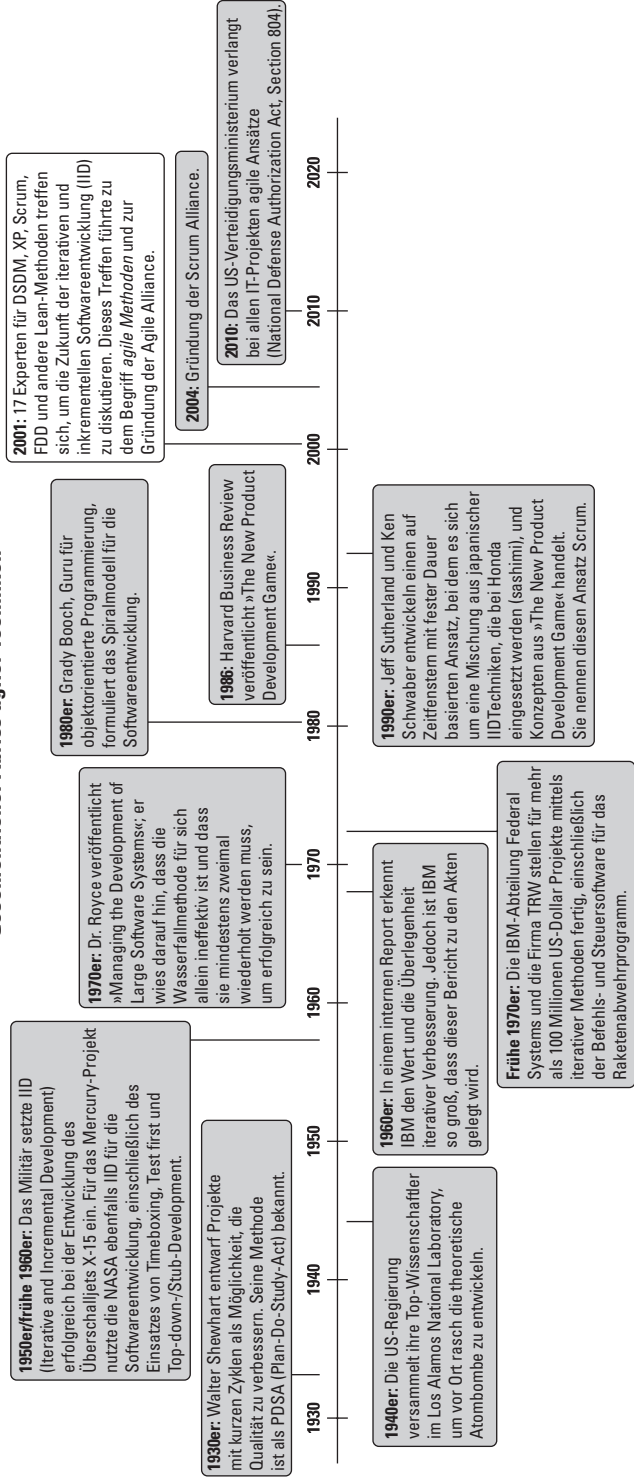 1950er/frühe 1960er: Das Militär setzte IID
(Iterative and Incremental Development)
erfolgreich bei der Entwicklung des
Überschalljets X-15 ein. Für das Mercury-Projekt
nutzte die NASA ebenfalls IID für die
Softwareentwicklung, einschließlich des
Einsatzes von Timeboxing, Test first und
Top-down-/Stub-Development.
1930er: Walter Shewhart entwarf Projekte
mit kurzen Zyklen als Möglichkeit, die
Qualität zu verbessern. Seine Methode
ist als PDSA (Plan-Do-Study-Act) bekannt.
1970er: Dr. Royce veröffentlicht
»Managing the Development of
Large Software Systems«; er
wies darauf hin, dass die
Wasserfallmethode für sich
allein ineffektiv ist und dass
sie mindestens zweimal
wiederholt werden muss,
um erfolgreich zu sein.
1980er: Grady Booch, Guru für
objektorientierte Programmierung,
formuliert das Spiralmodell für die
Softwareentwicklung.
1986: Harvard Business Review
veröffentlicht »The New Product
Development Game«.
2001: 17 Experten für DSDM, XP, Scrum,
FDD und andere Lean-Methoden treffen
sich, um die Zukunft der iterativen und
inkrementellen Softwareentwicklung (IID)
zu diskutieren. Dieses Treffen führte zu
dem Begriff agile Methoden und zur
Gründung der Agile Alliance.
2004: Gründung der Scrum Alliance.
2010: Das US-Verteidigungsministerium verlangt
bei allen IT-Projekten agile Ansätze
(National Defense Authorization Act, Section 804).
1930 1940 1950 1960 1970 1980 1990 2000 2010 2020
1940er: Die US-Regierung
versammelt ihre Top-Wissenschaftler
im Los Alamos National Laboratory,
um vor Ort rasch die theoretische
Atombombe zu entwickeln.
1960er: In einem internen Report erkennt
IBM den Wert und die Überlegenheit
iterativer Verbesserung. Jedoch ist IBM
so groß, dass dieser Bericht zu den Akten
gelegt wird.
Frühe 1970er: Die IBM-Abteilung Federal
Systems und die Firma TRW stellen für mehr
als 100 Millionen US-Dollar Projekte mittels
iterativer Methoden fertig, einschließlich
der Befehls- und Steuersoftware für das
Raketenabwehrprogramm.
1990er: Jeff Sutherland und Ken
Schwaber entwickeln einen auf
Zeitfenstern mit fester Dauer
basierten Ansatz, bei dem es sich
um eine Mischung aus japanischer
IIDTechniken, die bei Honda
eingesetzt werden (sashimi), und
Konzepten aus »The New Product
Development Game« handelt.
Sie nennen diesen Ansatz Scrum.